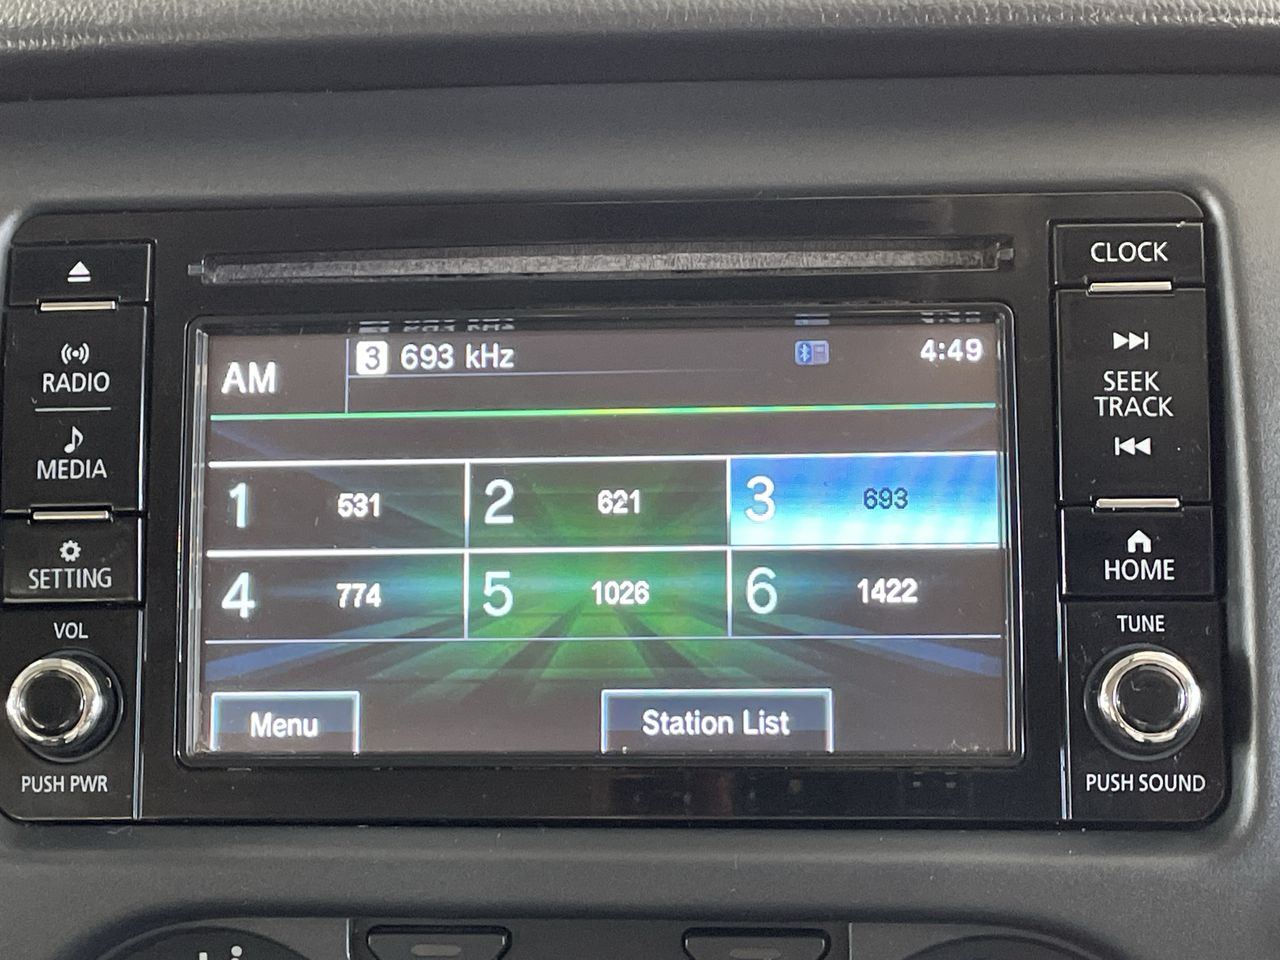 CLOCK
RADIO
MEDIA
SETTING
VOL
PUSH PWR
AM
3 693 kHz
4:49
1 531
2 621
3 693
4 774
5 1026
6 1422
Menu
Station List
SEEK
TRACK
HOME
TUNE
PUSH SOUND